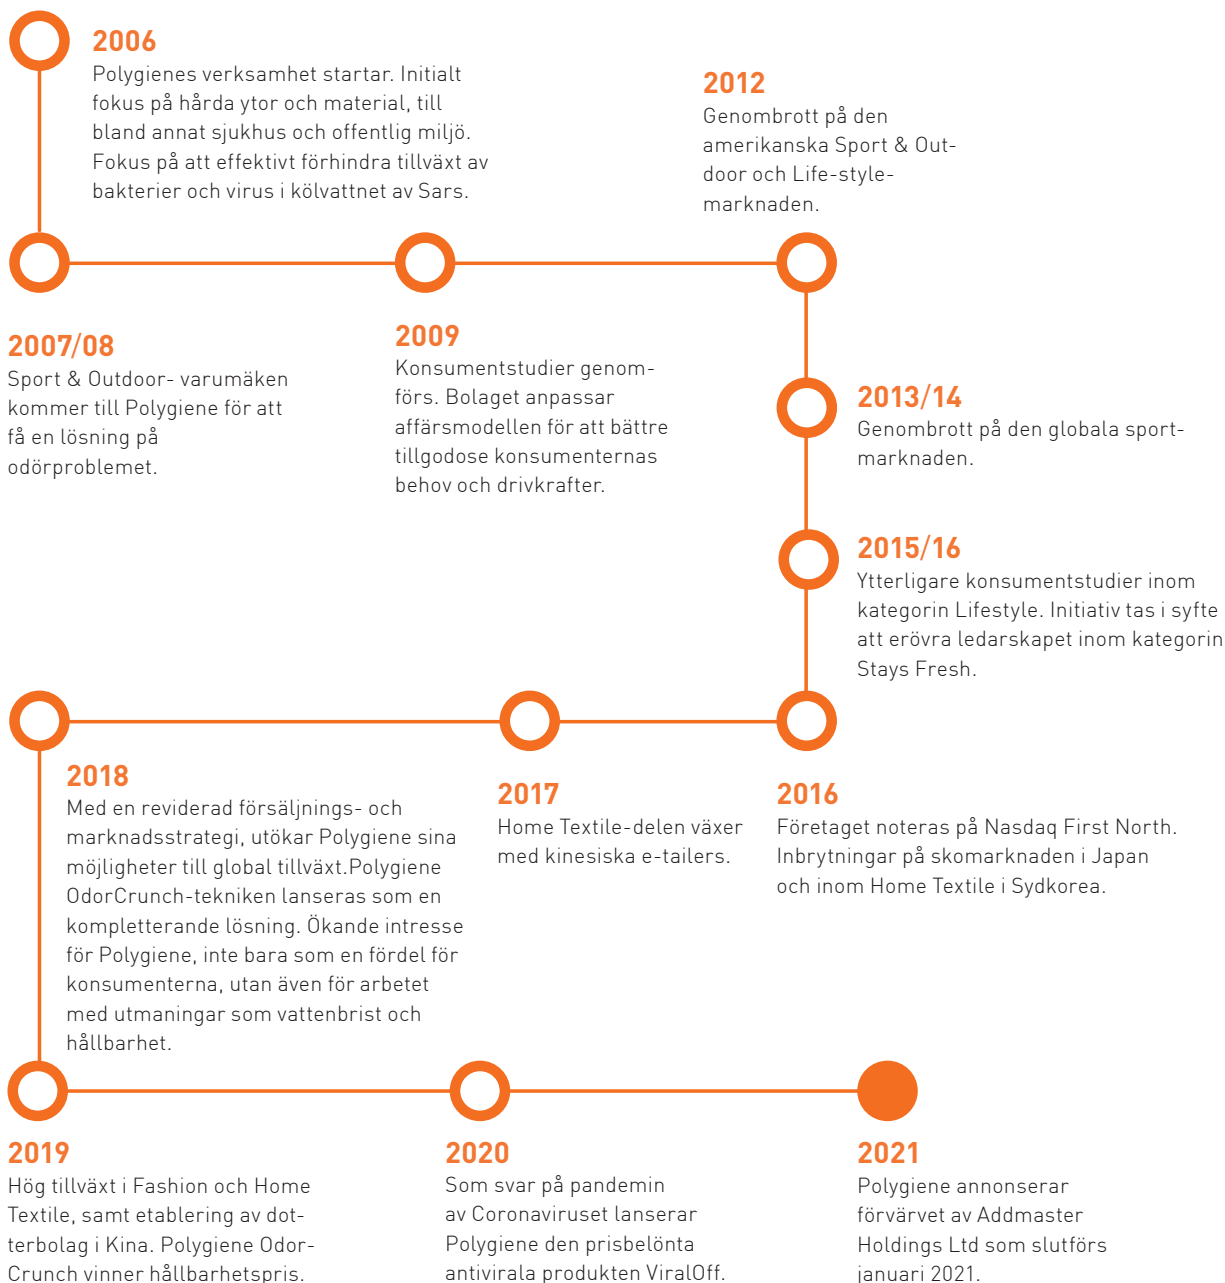 2006
Polygienes verksamhet startar. Initialt
fokus på hårda ytor och material, till
bland annat sjukhus och offentlig miljö.
Fokus på att effektivt förhindra tillväxt av
bakterier och virus i kölvattnet av Sars.
2007/08
Sport & Outdoor- varumäken
kommer till Polygiene för att
få en lösning på
odörproblemet.
2009
Konsumentstudier genom-
förs. Bolaget anpassar
affärsmodellen för att bättre
tillgodose konsumenternas
behov och drivkrafter.
2012
Genombrott på den
amerikanska Sport & Out-
door och Life-style-
marknaden.
2013/14
Genombrott på den globala sport-
marknaden.
2015/16
Ytterligare konsumentstudier inom
kategorin Lifestyle. Initiativ tas i syfte
att erövra ledarskapet inom kategorin
Stays Fresh.
2016
Företaget noteras på Nasdaq First North.
Inbrytningar på skomarknaden i Japan
och inom Home Textile i Sydkorea.
2017
Home Textile-delen växer
med kinesiska e-tailers.
2018
Med en reviderad försäljnings- och
marknadsstrategi, utökar Polygiene sina
möjligheter till global tillväxt.Polygiene
OdorCrunch-tekniken lanseras som en
kompletterande lösning. Ökande intresse
för Polygiene, inte bara som en fördel för
konsumenterna, utan även för arbetet
med utmaningar som vattenbrist och
hållbarhet.
2019
Hög tillväxt i Fashion och Home
Textile, samt etablering av dot-
terbolag i Kina. Polygiene Odor-
Crunch vinner hållbarhetspris.
2020
Som svar på pandemin
av Coronaviruset lanserar
Polygiene den prisbelönta
antivirala produkten ViralOff.
2021
Polygiene annonserar
förvärvet av Addmaster
Holdings Ltd som slutförs
januari 2021.